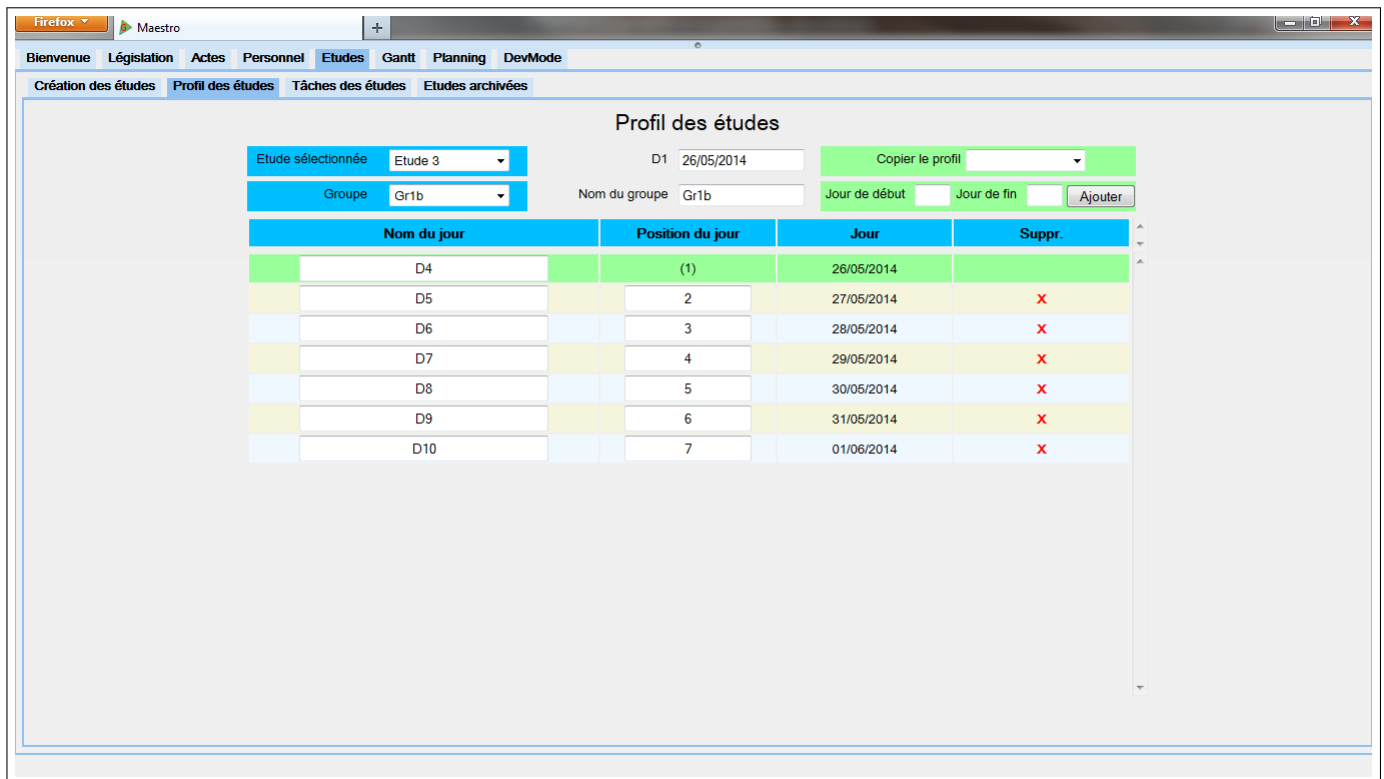 Firefox
Maestro
+
Bienvenue Législation Actes Personnel Etudes Gantt Planning DevMode
Création des études Profil des études Tâches des études Etudes archivées
Profil des études
Etude sélectionnée Etude 3 D1 26/05/2014 Copier le profil
Groupe Gr1b Nom du groupe Gr1b Jour de début Jour de fin Ajouter
Nom du jour Position du jour Jour Suppr.
D4 (1) 26/05/2014
D5 2 27/05/2014 X
D6 3 28/05/2014 X
D7 4 29/05/2014 X
D8 5 30/05/2014 X
D9 6 31/05/2014 X
D10 7 01/06/2014 X